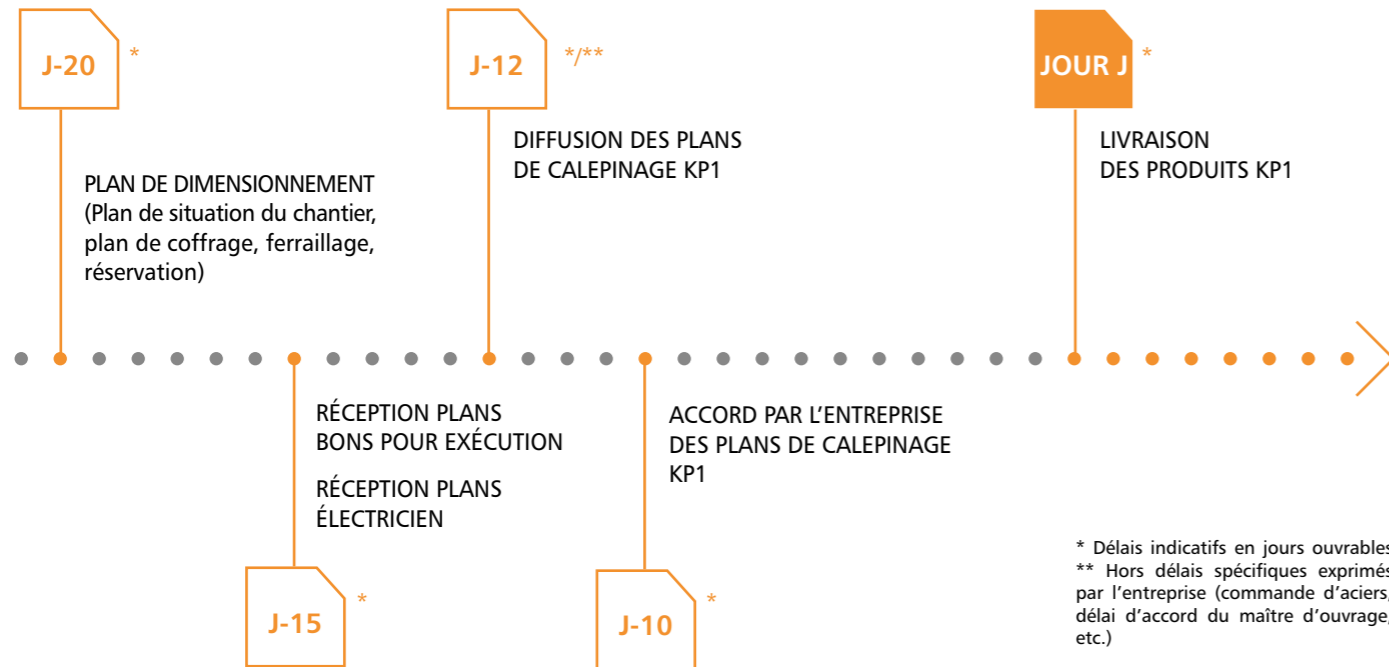 J-20 *
PLAN DE DIMENSIONNEMENT
(Plan de situation du chantier,
plan de coffrage, ferraillage,
réservation)
J-12 */**
DIFFUSION DES PLANS
DE CALEPINAGE KP1
JOUR J *
LIVRAISON
DES PRODUITS KP1
RÉCEPTION PLANS
BONS POUR EXÉCUTION
RÉCEPTION PLANS
ÉLECTRICIEN
J-15 *
ACCORD PAR L’ENTREPRISE
DES PLANS DE CALEPINAGE
KP1
J-10 *
* Délais indicatifs en jours ouvrables
** Hors délais spécifiques exprimés
par l’entreprise (commande d’aciers,
délai d’accord du maître d’ouvrage,
etc.)